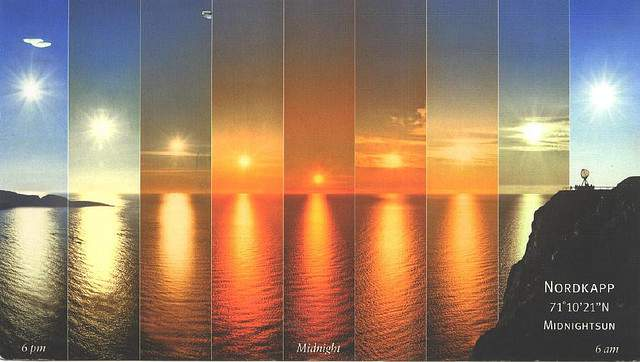 NORDKAPP
71°10'21"N
MIDNIGHTSUN
6 pm
Midnight
6 am